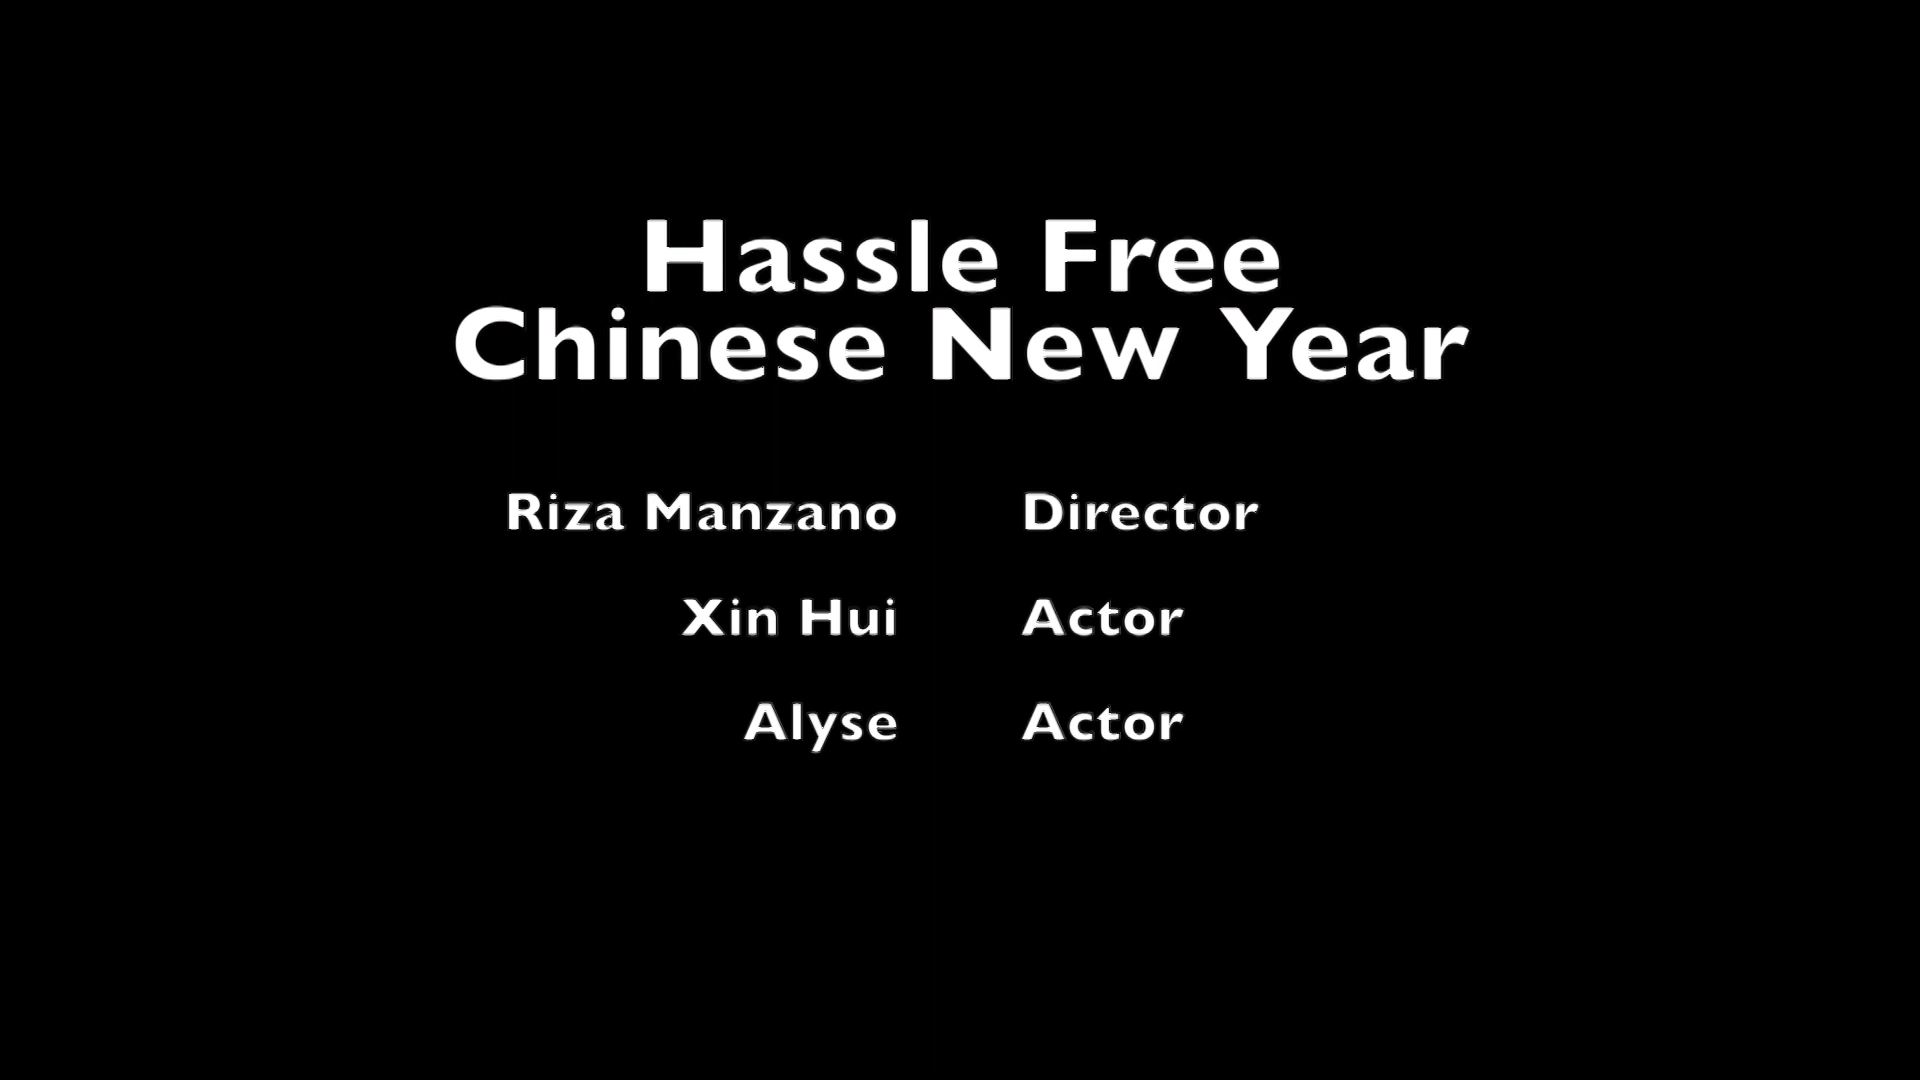 Hassle Free
Chinese New Year
Riza Manzano Director
Xin Hui Actor
Alyse Actor